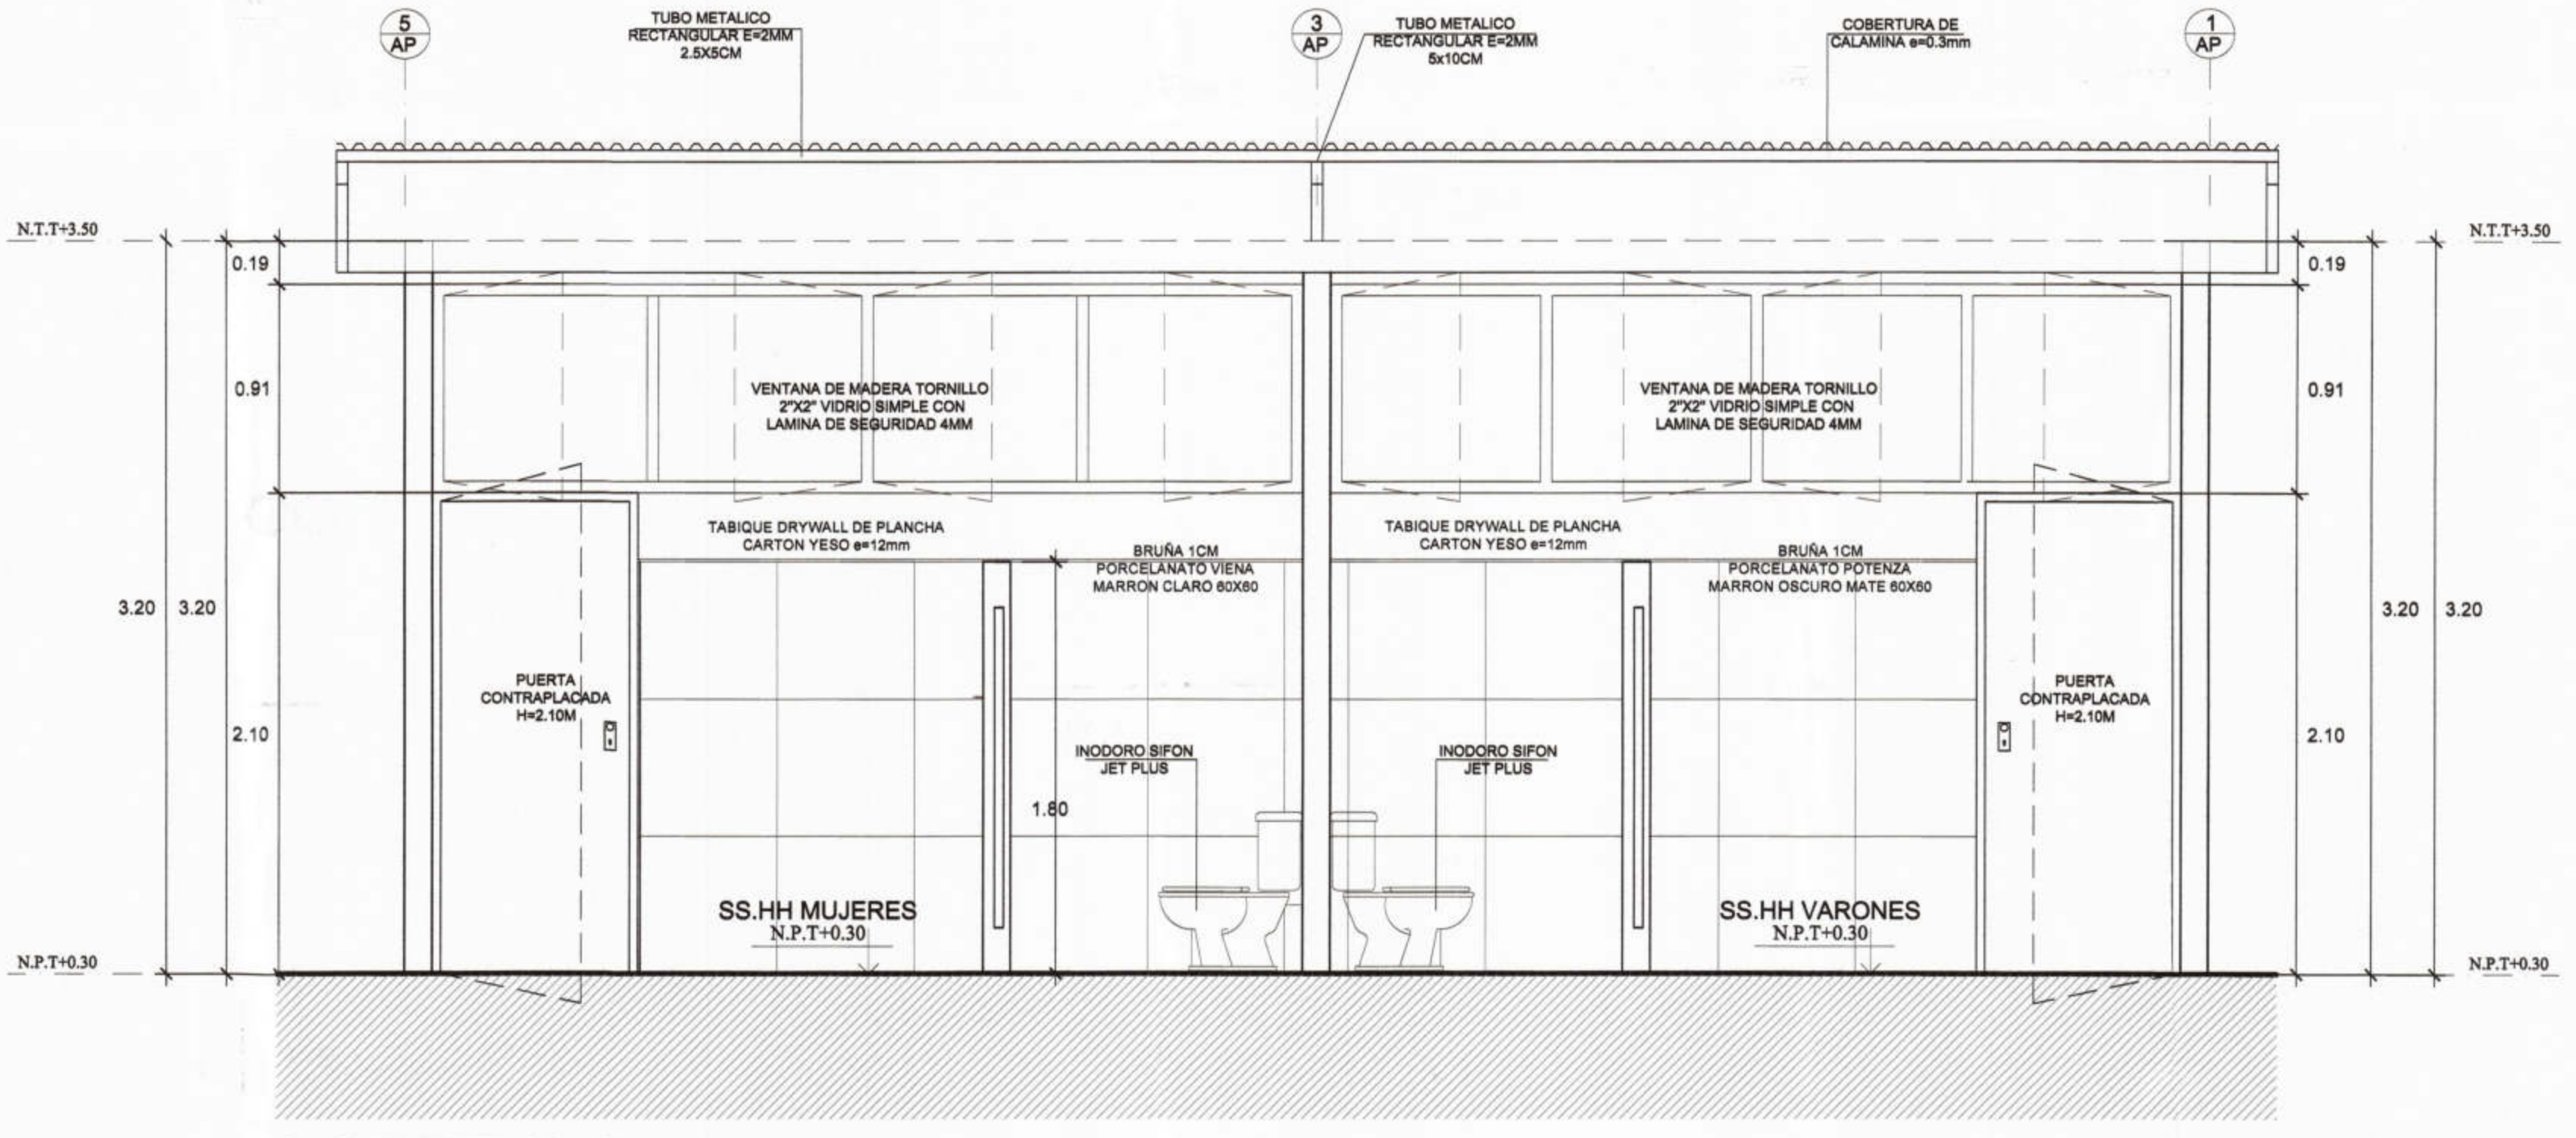 5
AP
TUBO METALICO
RECTANGULAR E=2MM
2.5X5CM
3
AP
TUBO METALICO
RECTANGULAR E=2MM
5x10CM
COBERTURA DE
CALAMINA e=0.3mm
1
AP
N.T.T+3.50
N.T.T+3.50
0.19
0.19
0.91
0.91
VENTANA DE MADERA TORNILLO
2"X2" VIDRIO SIMPLE CON
LAMINA DE SEGURIDAD 4MM
VENTANA DE MADERA TORNILLO
2"X2" VIDRIO SIMPLE CON
LAMINA DE SEGURIDAD 4MM
TABIQUE DRYWALL DE PLANCHA
CARTON YESO e=12mm
BRUÑA 1CM
PORCELANATO VIENA
MARRON CLARO 60X60
TABIQUE DRYWALL DE PLANCHA
CARTON YESO e=12mm
BRUÑA 1CM
PORCELANATO POTENZA
MARRON OSCURO MATE 60X60
3.20
3.20
3.20
3.20
PUERTA
CONTRAPLACADA
H=2.10M
PUERTA
CONTRAPLACADA
H=2.10M
2.10
2.10
INODORO SIFON
JET PLUS
INODORO SIFON
JET PLUS
1.80
SS.HH MUJERES
N.P.T+0.30
SS.HH VARONES
N.P.T+0.30
N.P.T+0.30
N.P.T+0.30